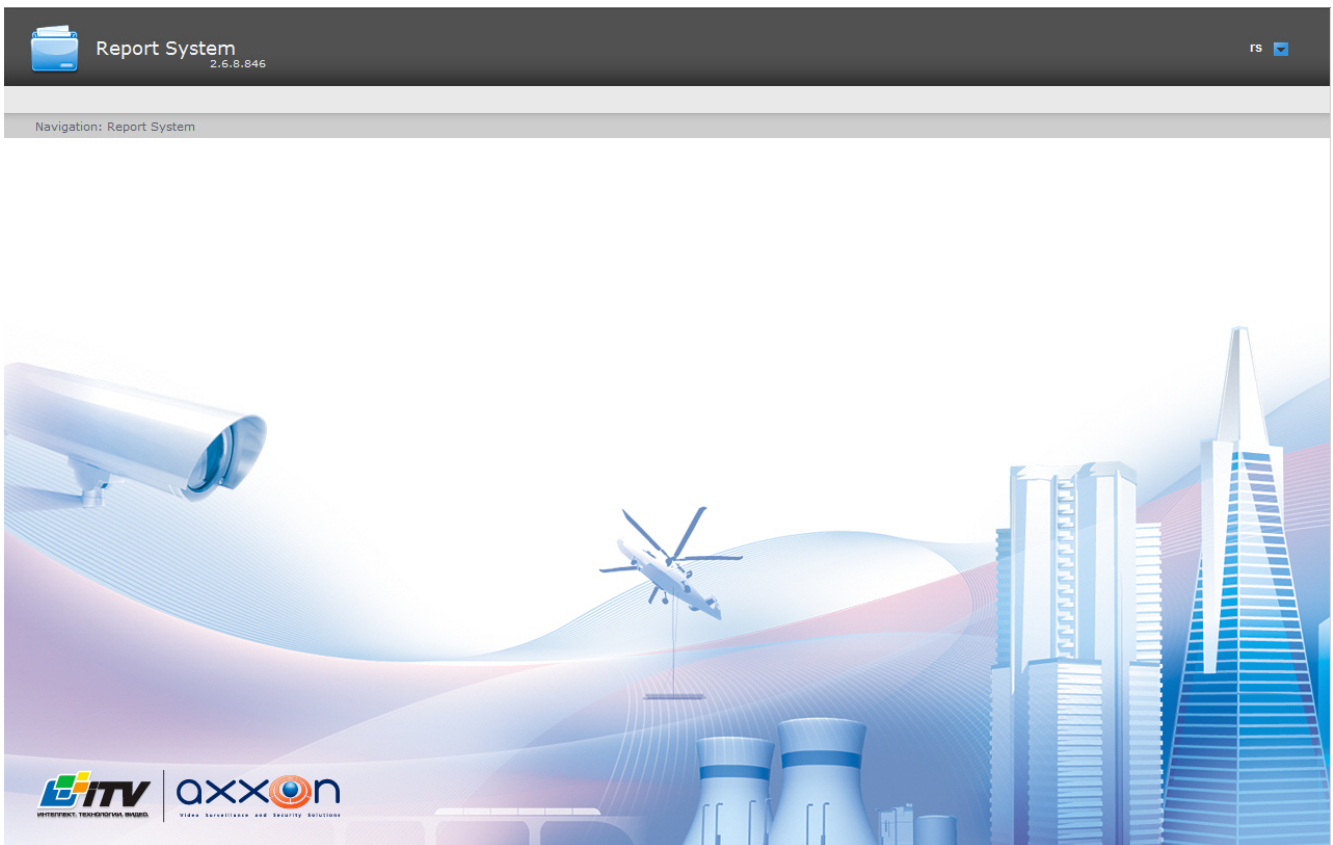 Report System
2.6.8.846
rs
Navigation: Report System
iTV
ИНТЕЛЛЕКТ. ТЕХНОЛОГИИ. ВИДЕО.
axxon
Video Surveillance and Security Solutions